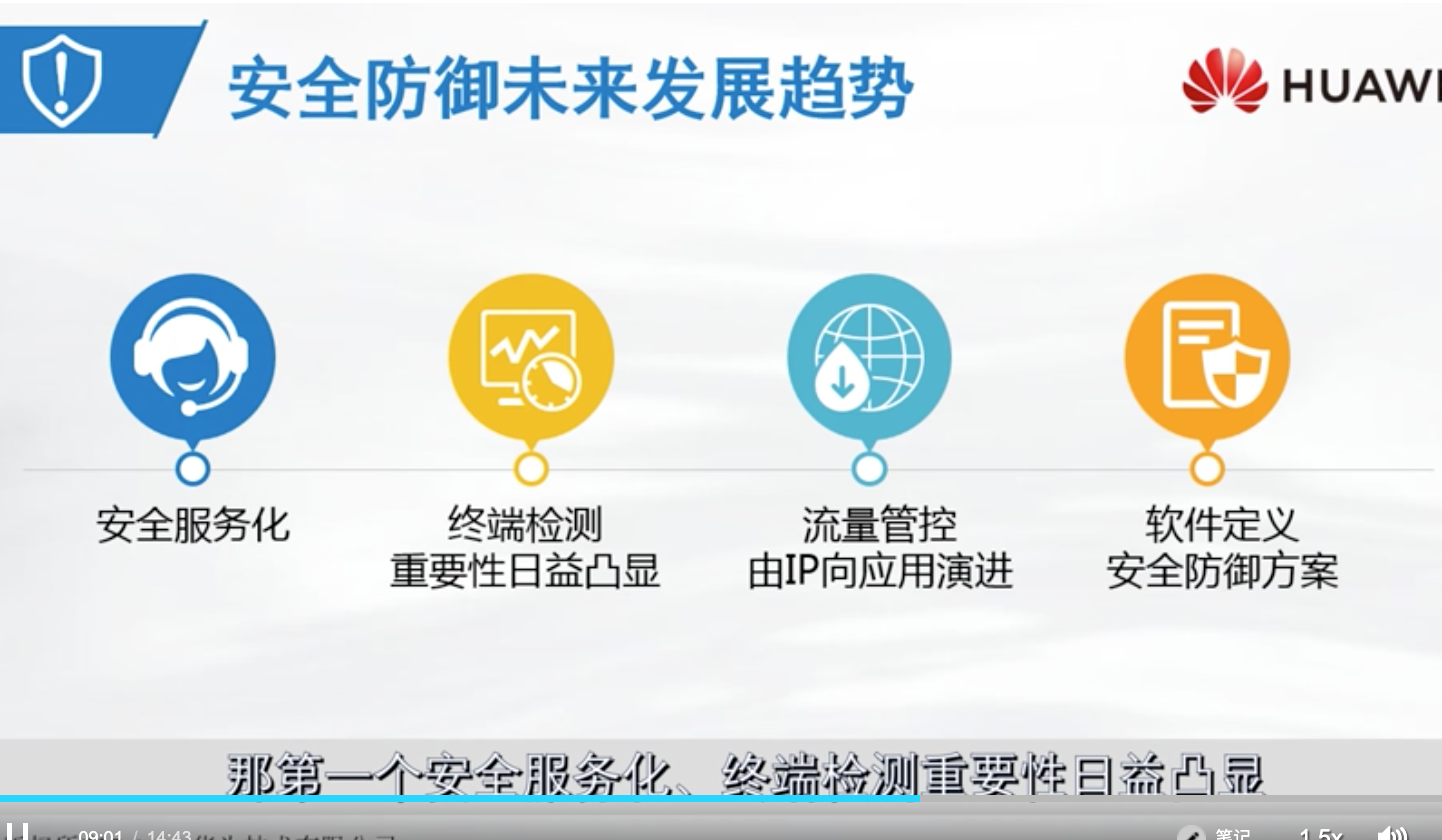 安全防御未来发展趋势
HUAWE
安全服务化
终端检测
重要性日益凸显
流量管控
由IP向应用演进
软件定义
安全防御方案
那第一个安全服务化、终端检测重要性日益凸显
09:01 / 14:43
笔记
1.5x